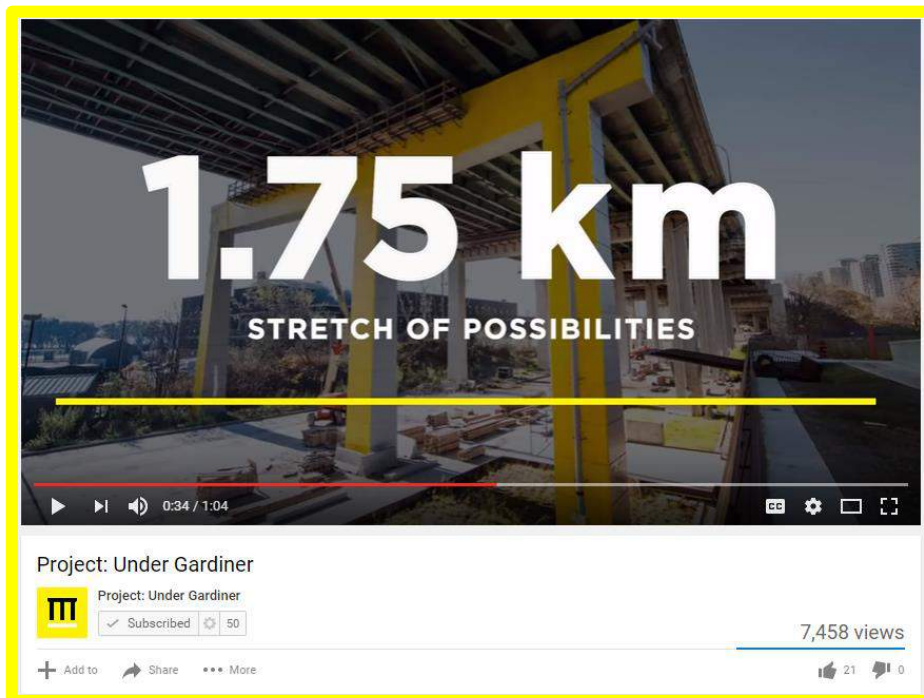 1.75 km
STRETCH OF POSSIBILITIES
0:34 / 1:04
CC
Project: Under Gardiner
Project: Under Gardiner
Subscribed 50
7,458 views
Add to Share More
21 0